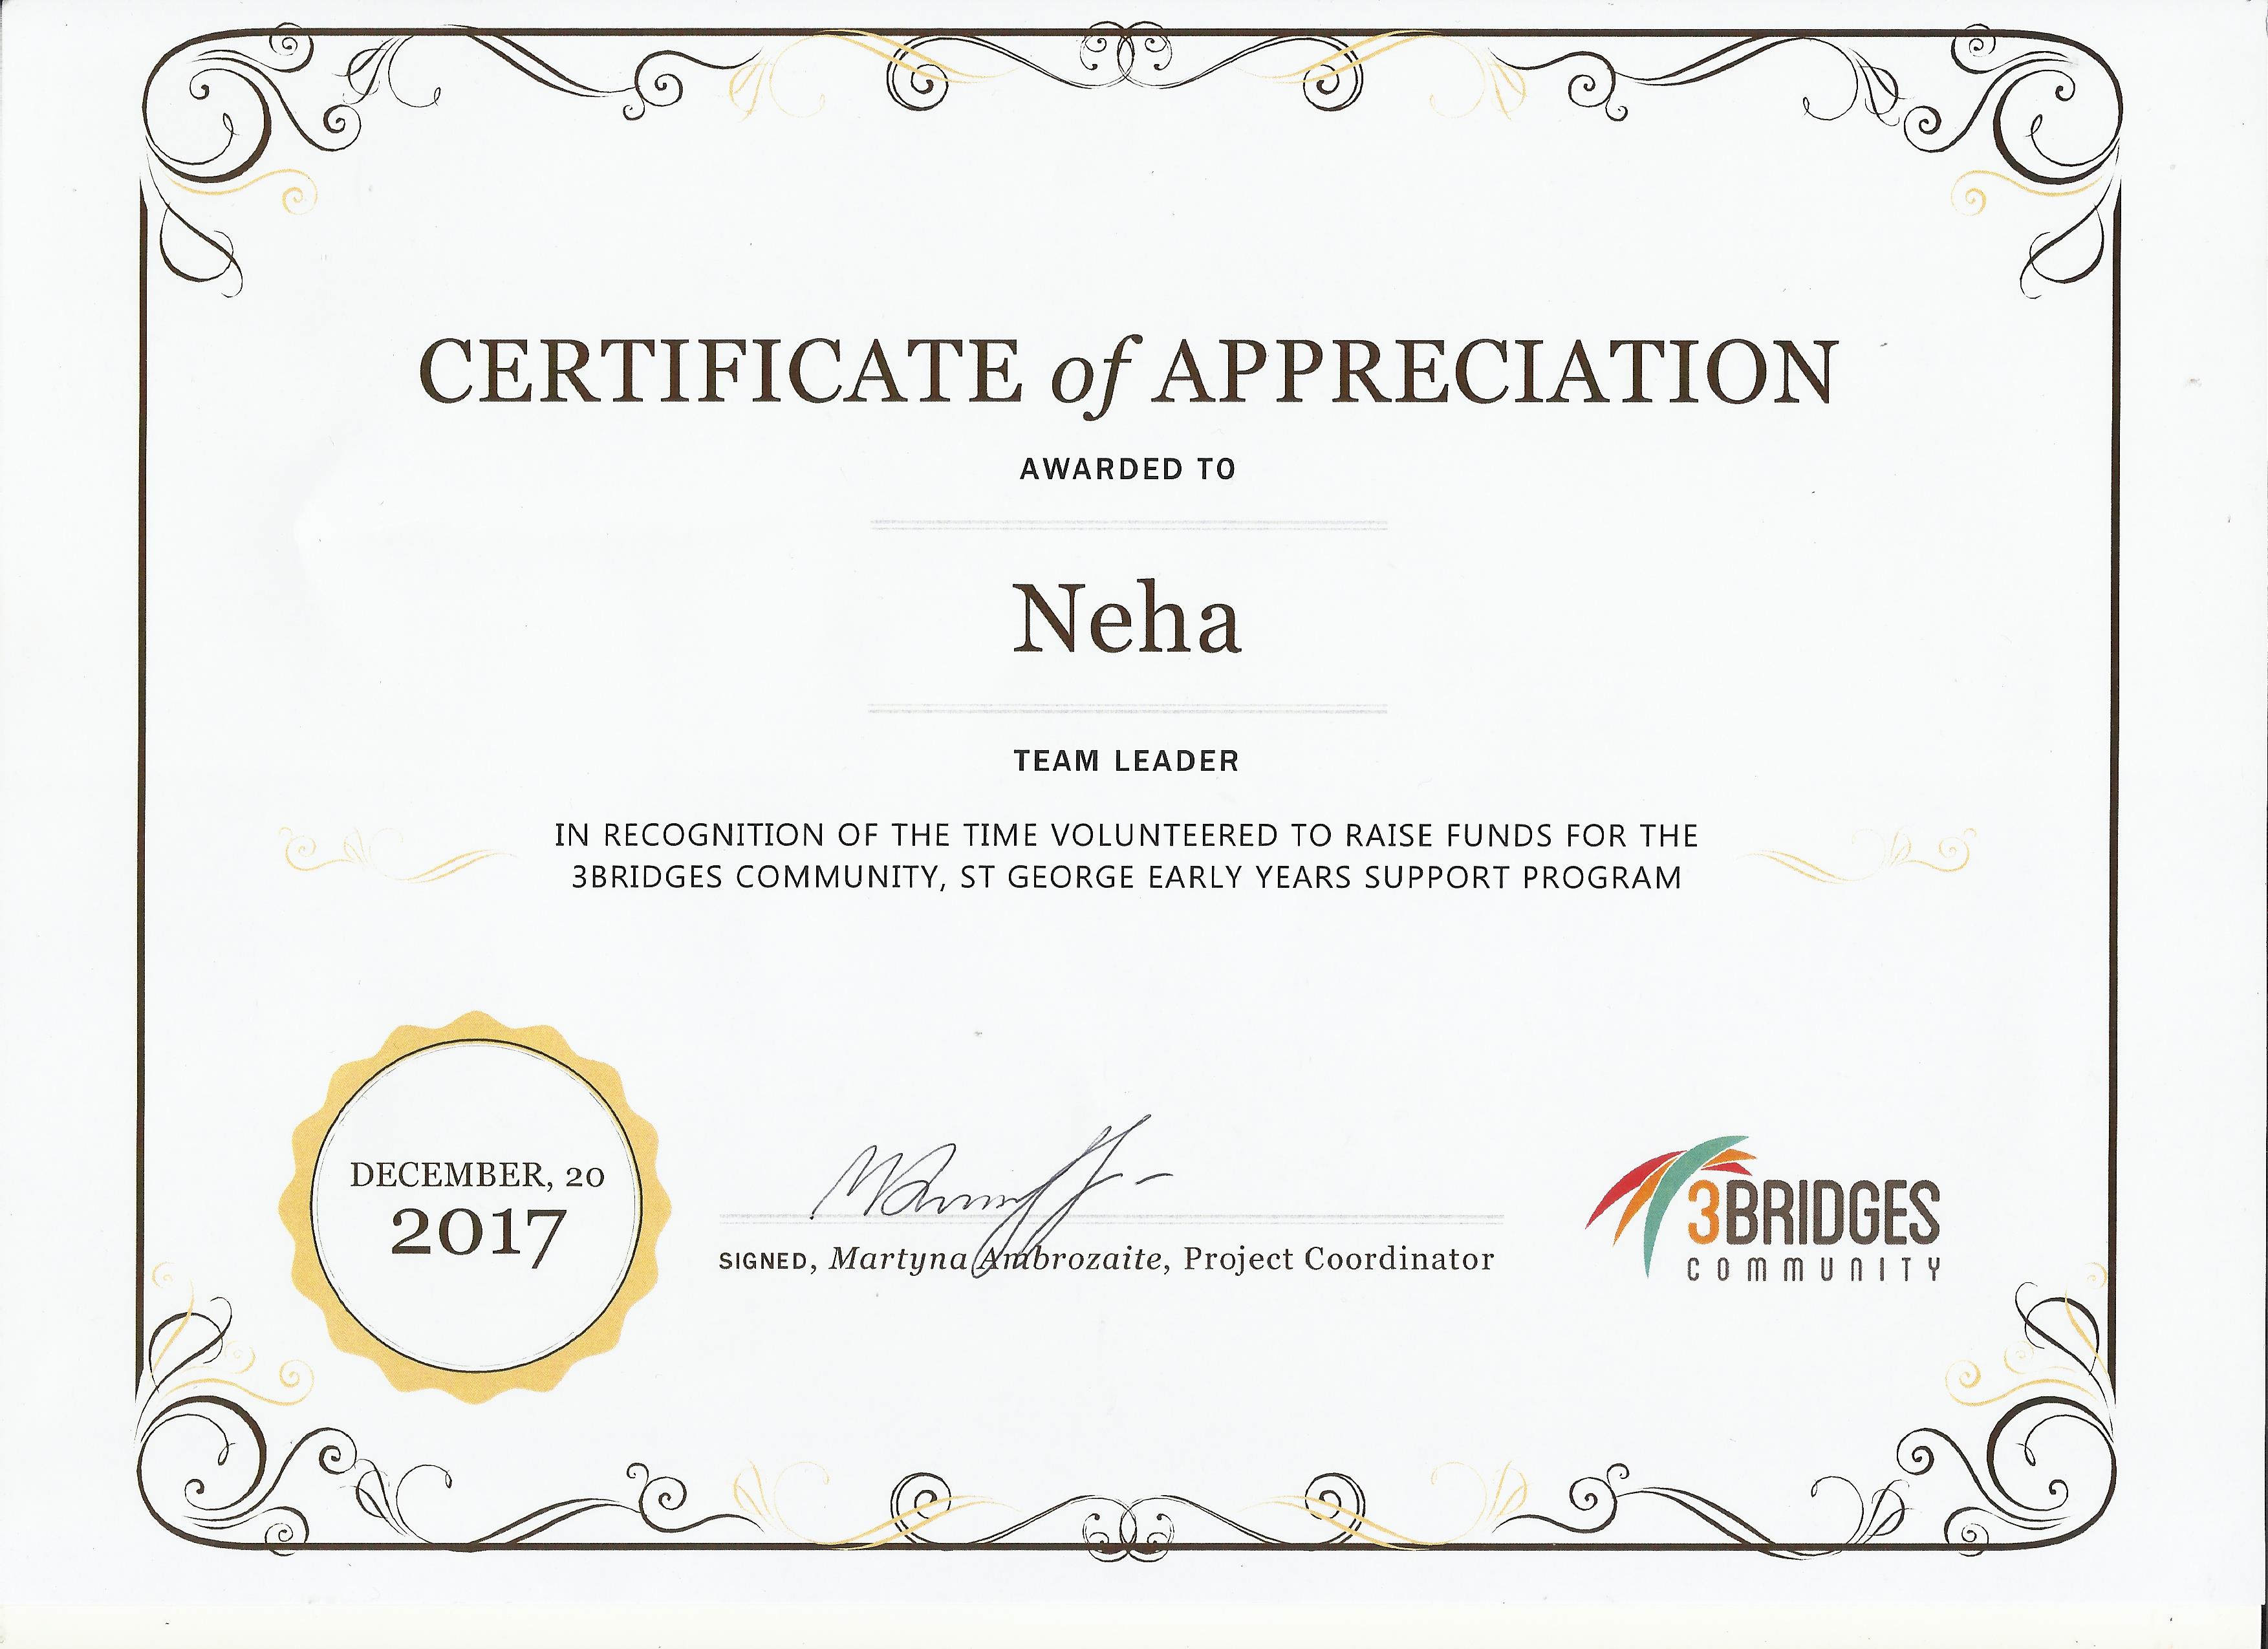 CERTIFICATE of APPRECIATION
AWARDED TO
Neha
TEAM LEADER
IN RECOGNITION OF THE TIME VOLUNTEERED TO RAISE FUNDS FOR THE
3BRIDGES COMMUNITY, ST GEORGE EARLY YEARS SUPPORT PROGRAM
DECEMBER, 20
2017
SIGNED, Martyna Ambrozaite, Project Coordinator
3BRIDGES
COMMUNITY